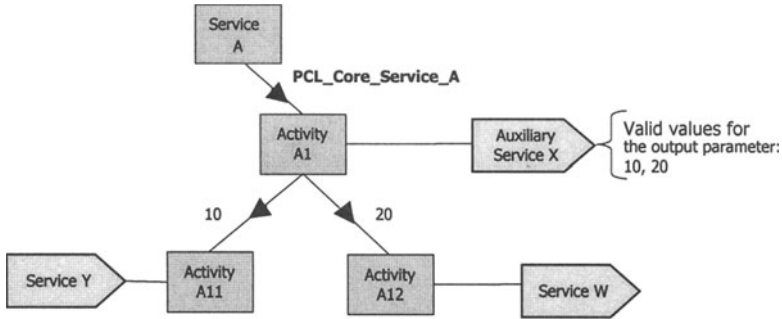 Service
A
PCL_Core_Service_A
Activity
A1
Auxiliary
Service X
Valid values for
the output parameter:
10, 20
10
20
Service Y
Activity
A11
Activity
A12
Service W